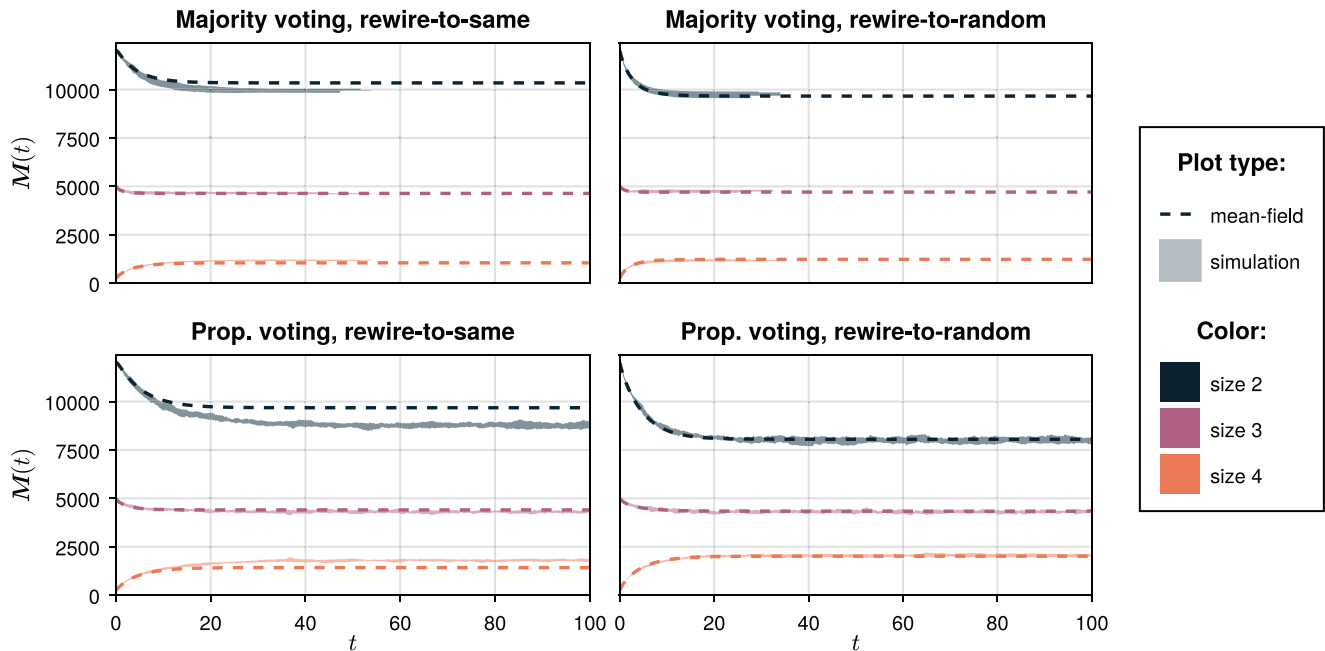 Majority voting, rewire-to-same
Majority voting, rewire-to-random
M(t)
10000
7500
5000
2500
0
Prop. voting, rewire-to-same
Prop. voting, rewire-to-random
M(t)
10000
7500
5000
2500
0
0 20 40 60 80 100
0 20 40 60 80 100
t
t
Plot type:
mean-field
simulation
Color:
size 2
size 3
size 4